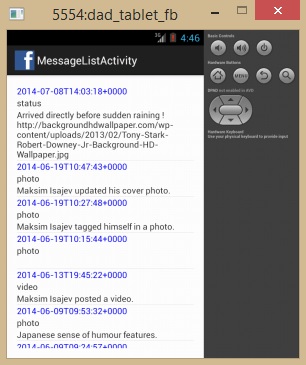 5554:dad_tablet_fb
3G 4:46
MessageListActivity
2014-07-08T14:03:18+0000
status
Arrived directly before sudden raining !
http://backgroundhdwallpaper.com/wp-
content/uploads/2013/02/Tony-Stark-
Robert-Downey-Jr-Background-HD-
Wallpaper.jpg
2014-06-19T10:47:43+0000
photo
Maksim Isajev updated his cover photo.
2014-06-19T10:27:48+0000
photo
Maksim Isajev tagged himself in a photo.
2014-06-19T10:15:44+0000
photo
2014-06-13T19:45:22+0000
video
Maksim Isajev posted a video.
2014-06-09T09:53:32+0000
photo
Japanese sense of humour features.
2014-06-09T09:24:57+0000
Basic Controls
Hardware Buttons
MENU
DPAD not enabled in AVD
Hardware Keyboard
Use your physical keyboard to provide input